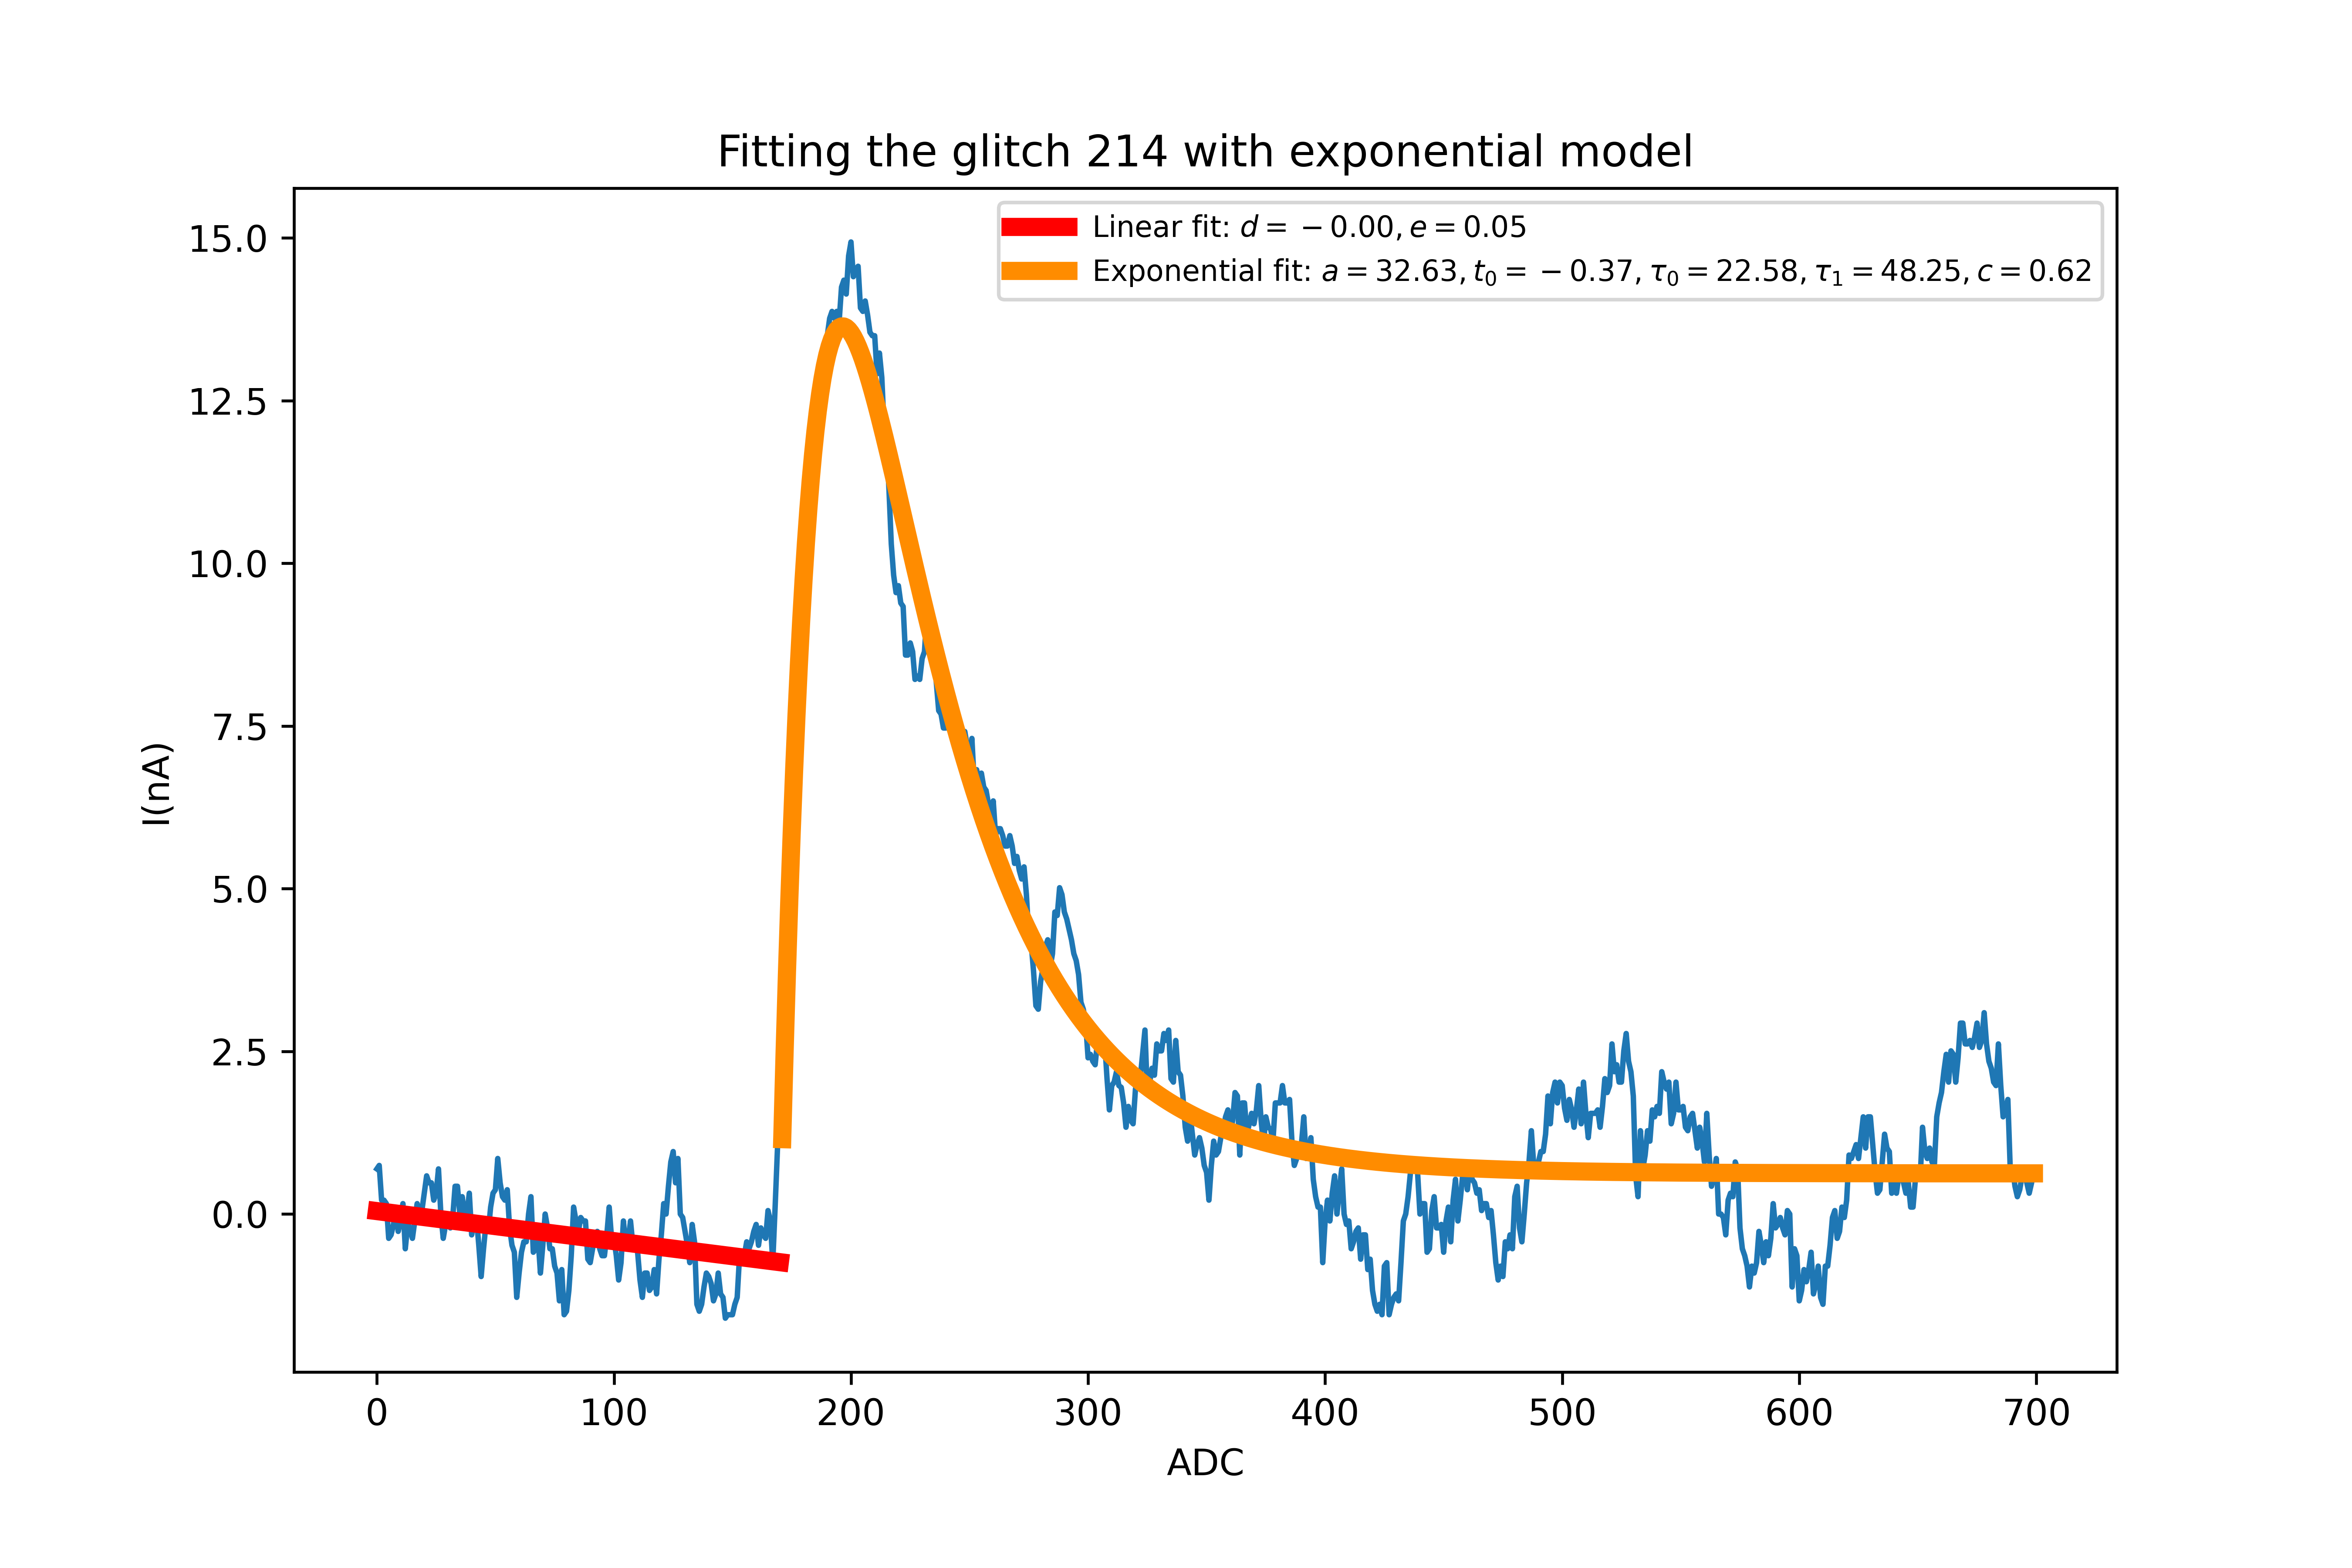 Fitting the glitch 214 with exponential model
Linear fit: d = −0.00, e = 0.05
Exponential fit: a = 32.63, t₀ = −0.37, τ₀ = 22.58, τ₁ = 48.25, c = 0.62
15.0
12.5
10.0
7.5
5.0
2.5
0.0
I(nA)
0 100 200 300 400 500 600 700
ADC